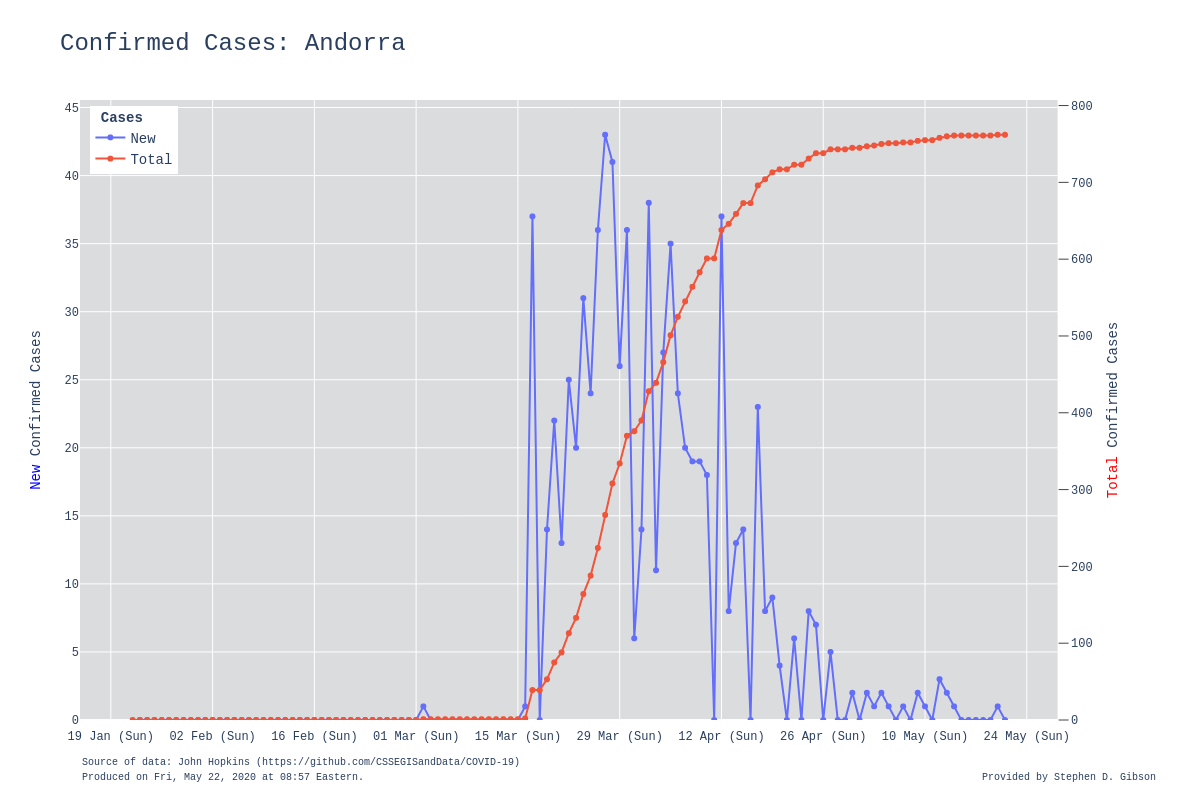 Confirmed Cases: Andorra
Cases
New
Total
45
40
35
30
25
20
15
10
5
0
800
700
600
500
400
300
200
100
0
New Confirmed Cases
Total Confirmed Cases
19 Jan (Sun) 02 Feb (Sun) 16 Feb (Sun) 01 Mar (Sun) 15 Mar (Sun) 29 Mar (Sun) 12 Apr (Sun) 26 Apr (Sun) 10 May (Sun) 24 May (Sun)
Source of data: John Hopkins (https://github.com/CSSEGISandData/COVID-19)
Produced on Fri, May 22, 2020 at 08:57 Eastern.
Provided by Stephen D. Gibson